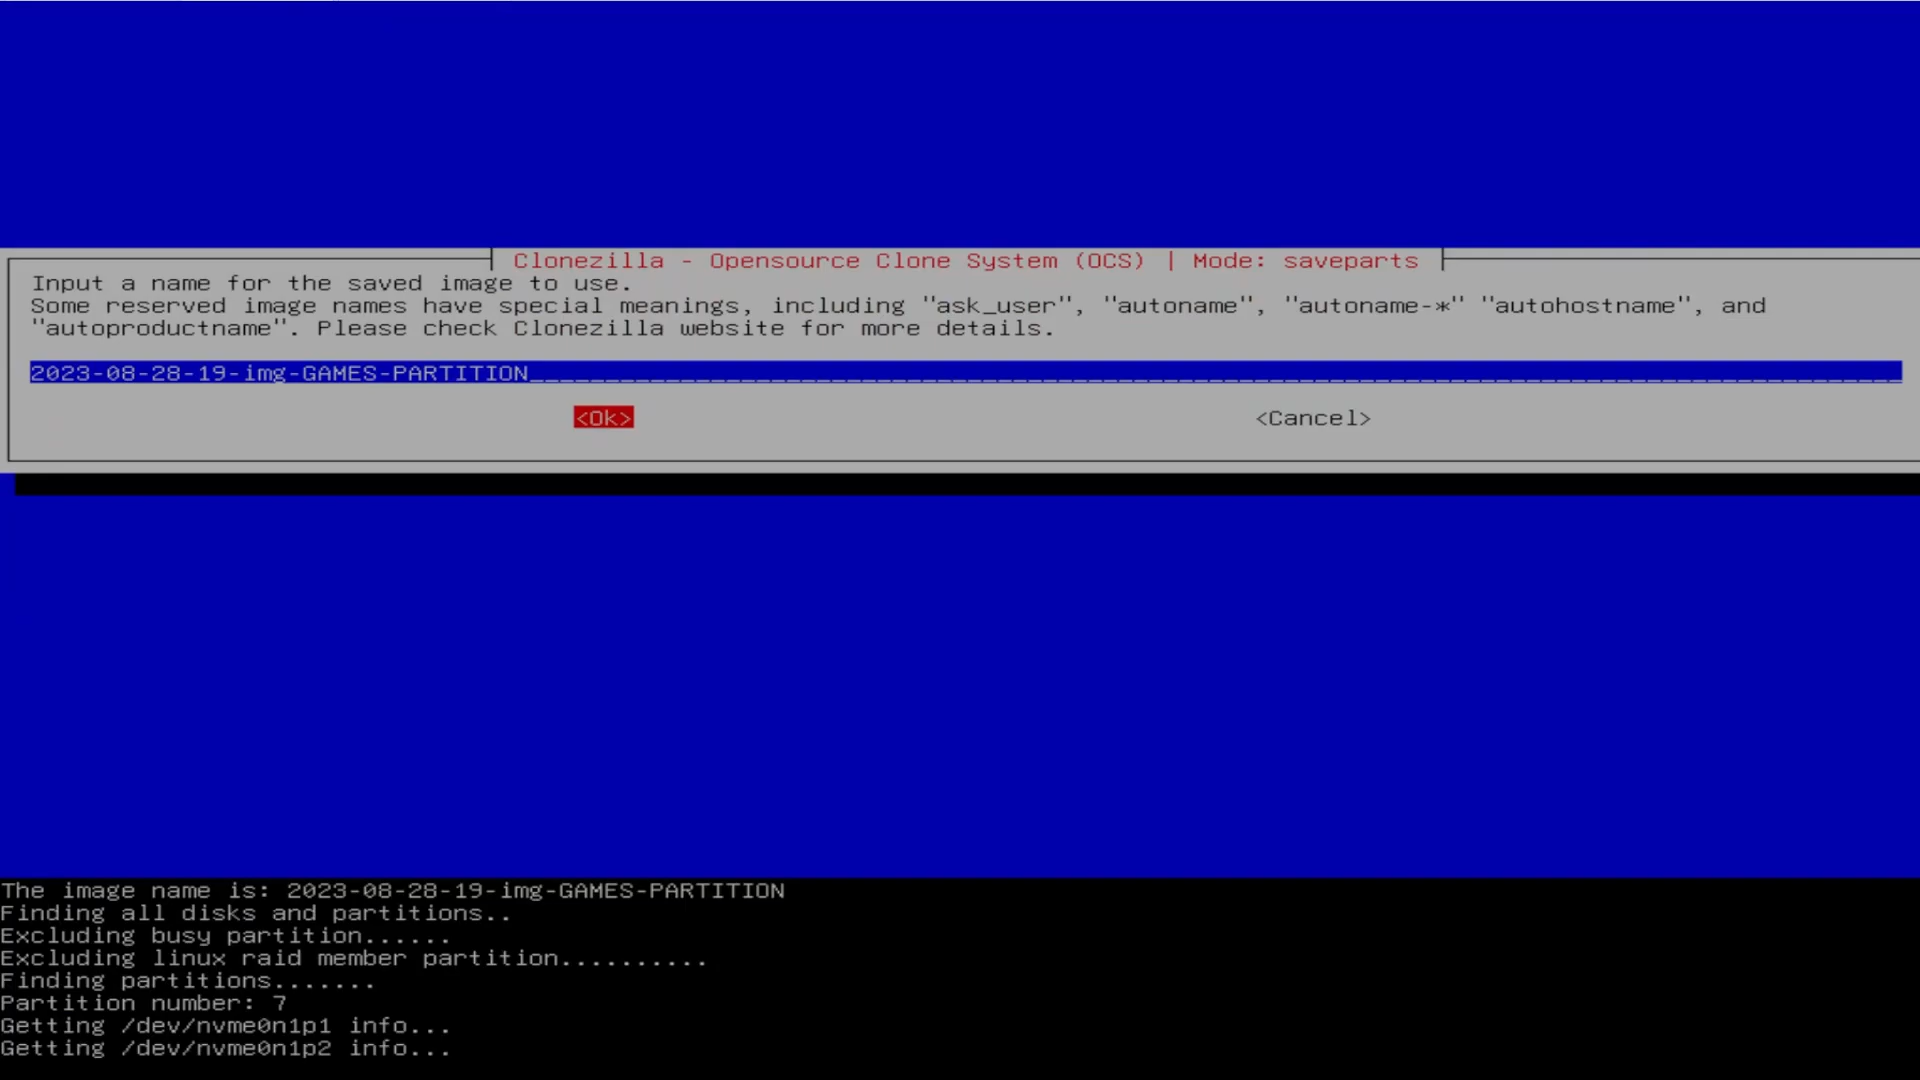 Clonezilla - Opensource Clone System (OCS) | Mode: saveparts
Input a name for the saved image to use.
Some reserved image names have special meanings, including "ask_user", "autoname", "autoname-*" "autohostname", and
"autoproductname". Please check Clonezilla website for more details.
2023-08-28-19-img-GAMES-PARTITION
<Ok> <Cancel>
The image name is: 2023-08-28-19-img-GAMES-PARTITION
Finding all disks and partitions..
Excluding busy partition......
Excluding linux raid member partition..........
Finding partitions.......
Partition number: 7
Getting /dev/nvme0n1p1 info...
Getting /dev/nvme0n1p2 info...